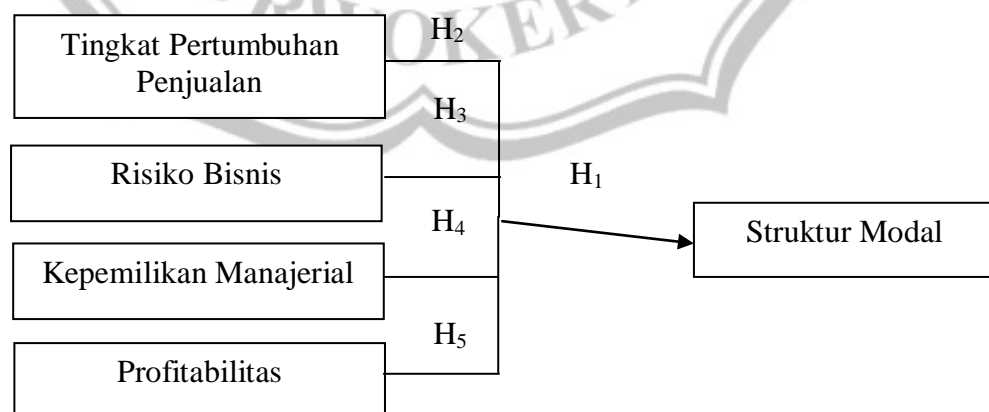 Tingkat Pertumbuhan
Penjualan
H₂
H₃
Risiko Bisnis
H₁
H₄
Struktur Modal
Kepemilikan Manajerial
H₅
Profitabilitas